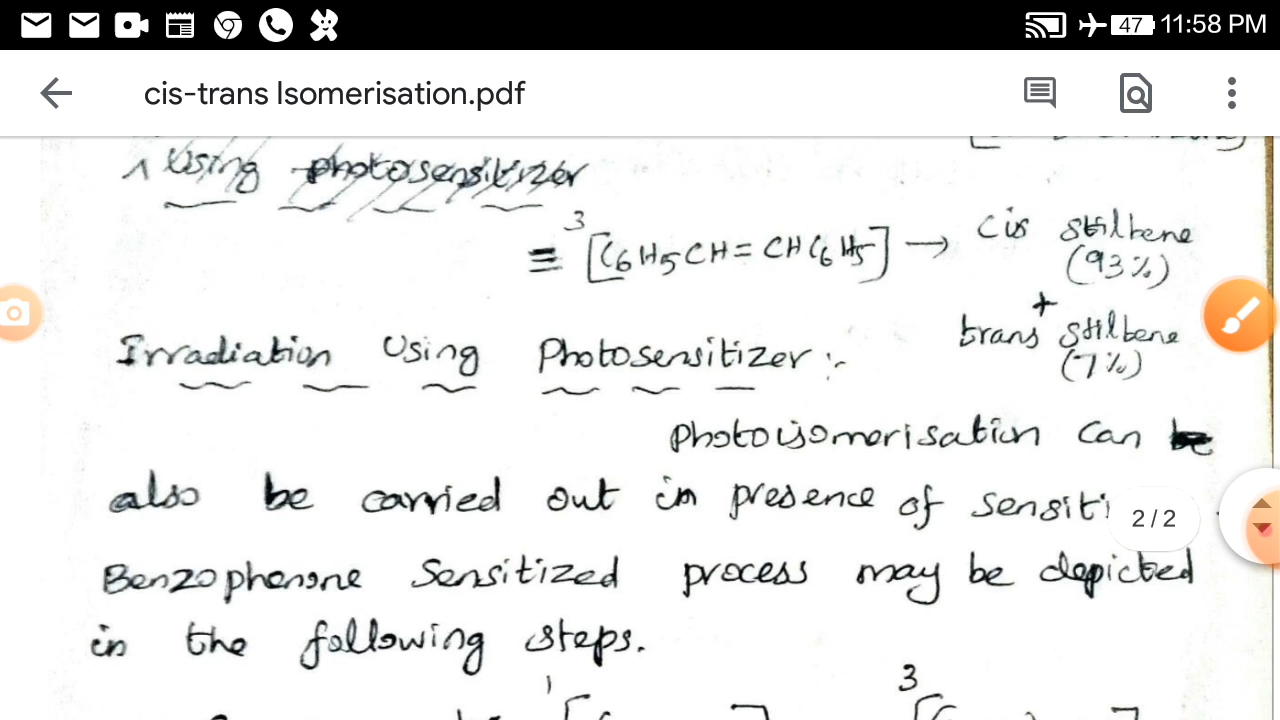 47 11:58 PM
cis-trans Isomerisation.pdf
Using photosensitizer
≡ ³[C6H5CH=CHC6H5] → cis stilbene
(93%)
+
trans stilbene
(7%)
Irradiation Using Photosensitizer :-
Photoisomerisation can be
also be carried out in presence of sensiti
2/2
Benzophenone Sensitized process may be depicted
in the following steps.
1 [ ] 3 [ ]